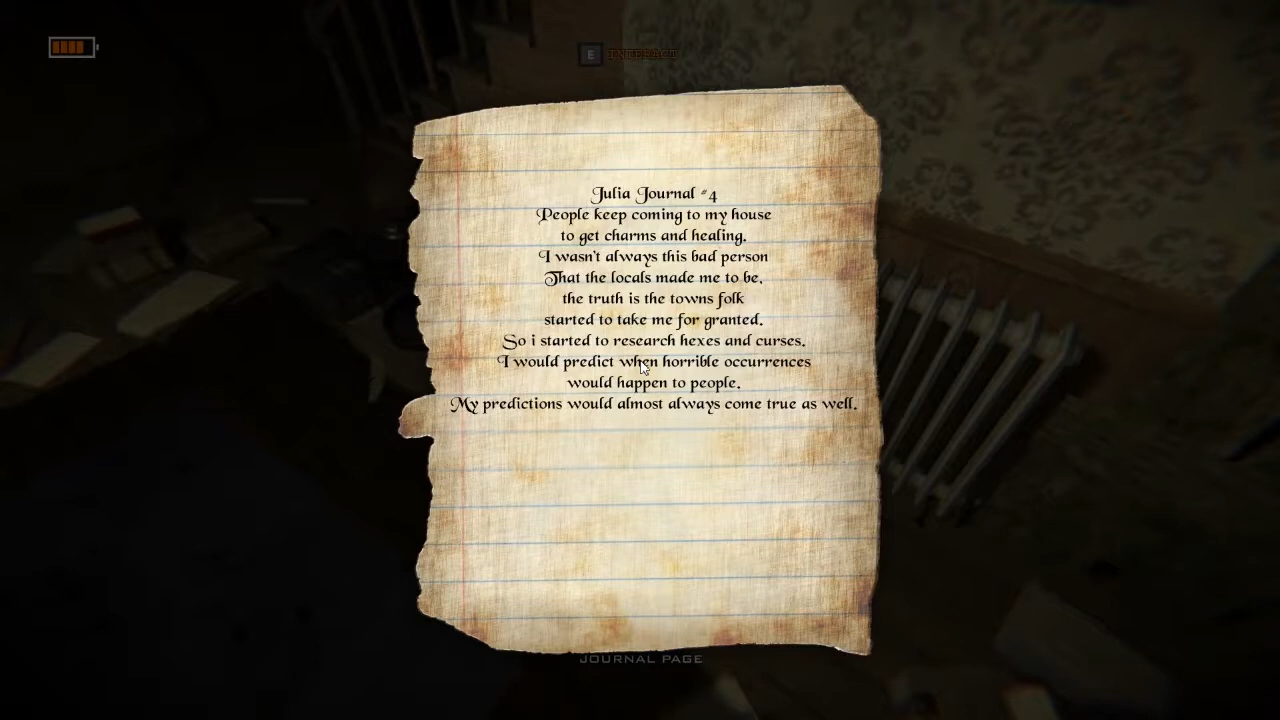 E INTERACT
Julia Journal #4
People keep coming to my house
to get charms and healing.
I wasn't always this bad person
That the locals made me to be.
the truth is the towns folk
started to take me for granted.
So i started to research hexes and curses.
I would predict when horrible occurrences
would happen to people.
My predictions would almost always come true as well.
JOURNAL PAGE